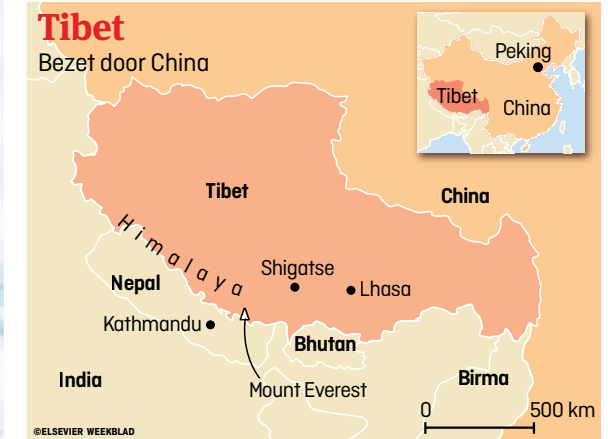 Tibet
Bezet door China
Peking
Tibet
China
Tibet
China
Himalaya
Shigatse
Lhasa
Nepal
Kathmandu
Bhutan
India
Mount Everest
Birma
0 500 km
©ELSEVIER WEEKBLAD